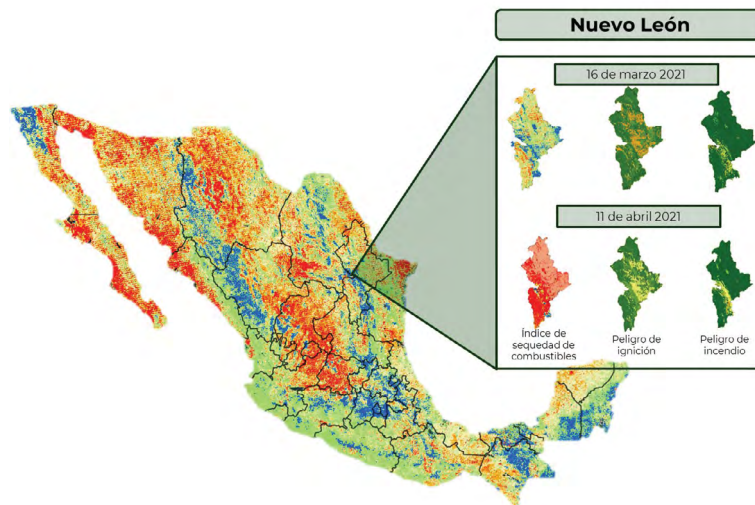 Nuevo León
16 de marzo 2021
11 de abril 2021
Índice de
sequedad de
combustibles
Peligro de
ignición
Peligro de
incendio